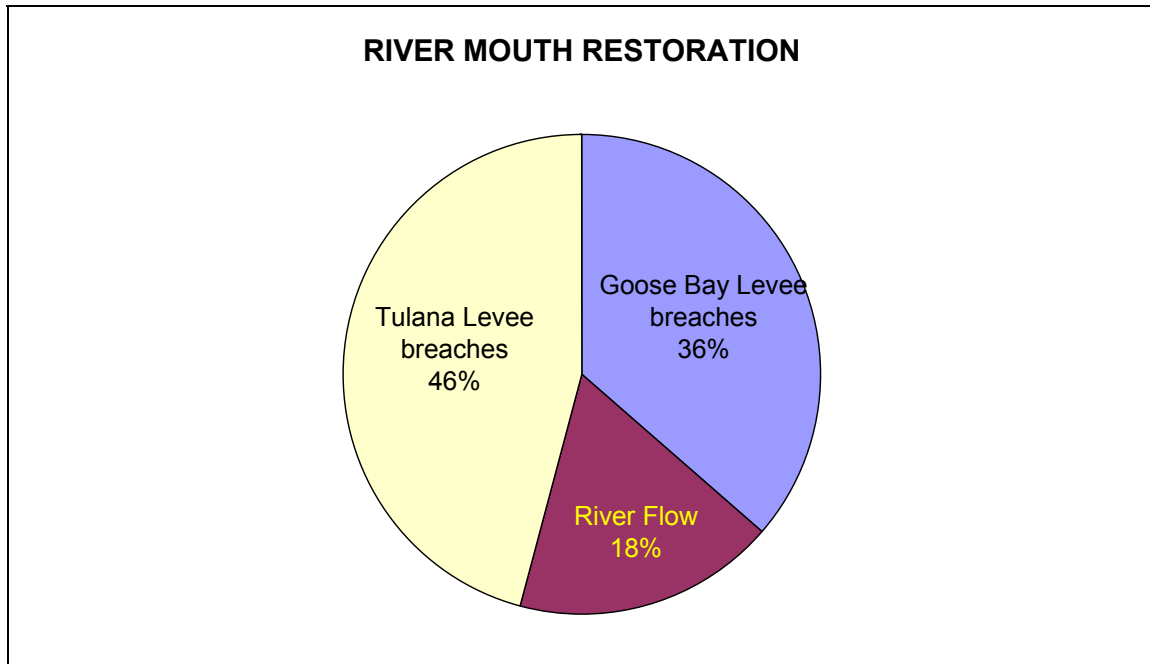 RIVER MOUTH RESTORATION
Goose Bay Levee
breaches
36%
Tulana Levee
breaches
46%
River Flow
18%